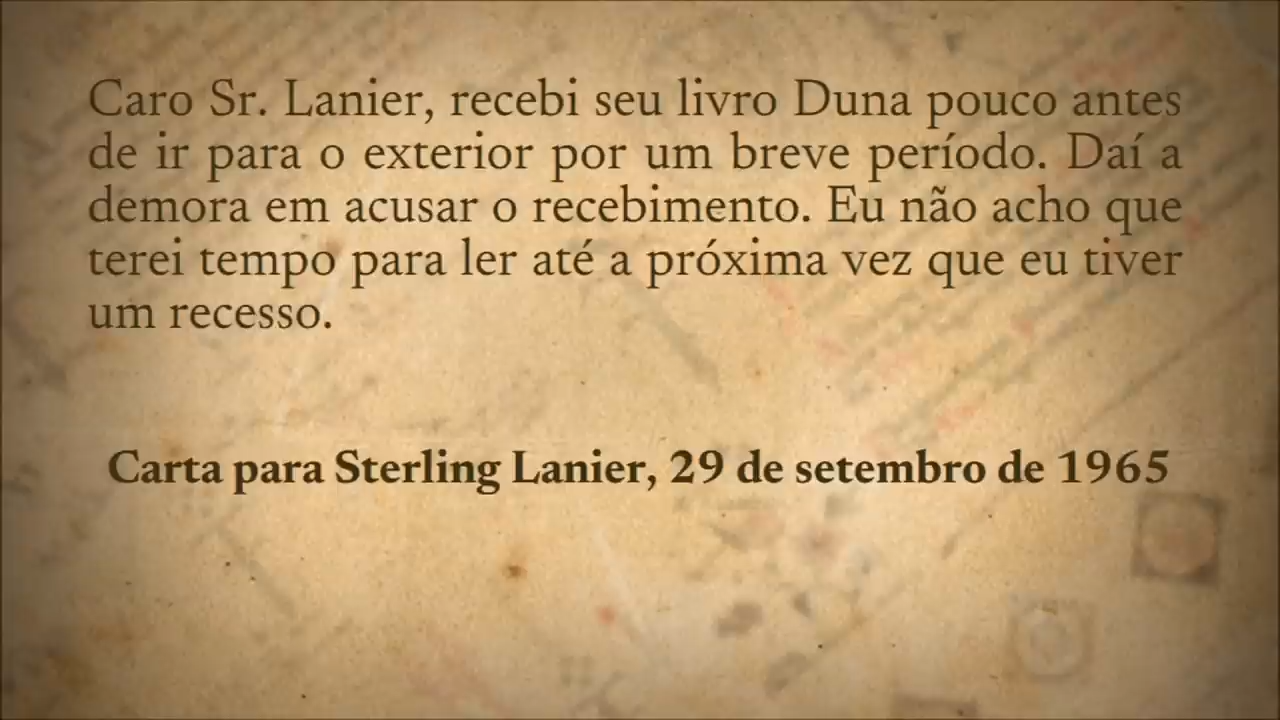 Caro Sr. Lanier, recebi seu livro Duna pouco antes
de ir para o exterior por um breve período. Daí a
demora em acusar o recebimento. Eu não acho que
terei tempo para ler até a próxima vez que eu tiver
um recesso.
Carta para Sterling Lanier, 29 de setembro de 1965